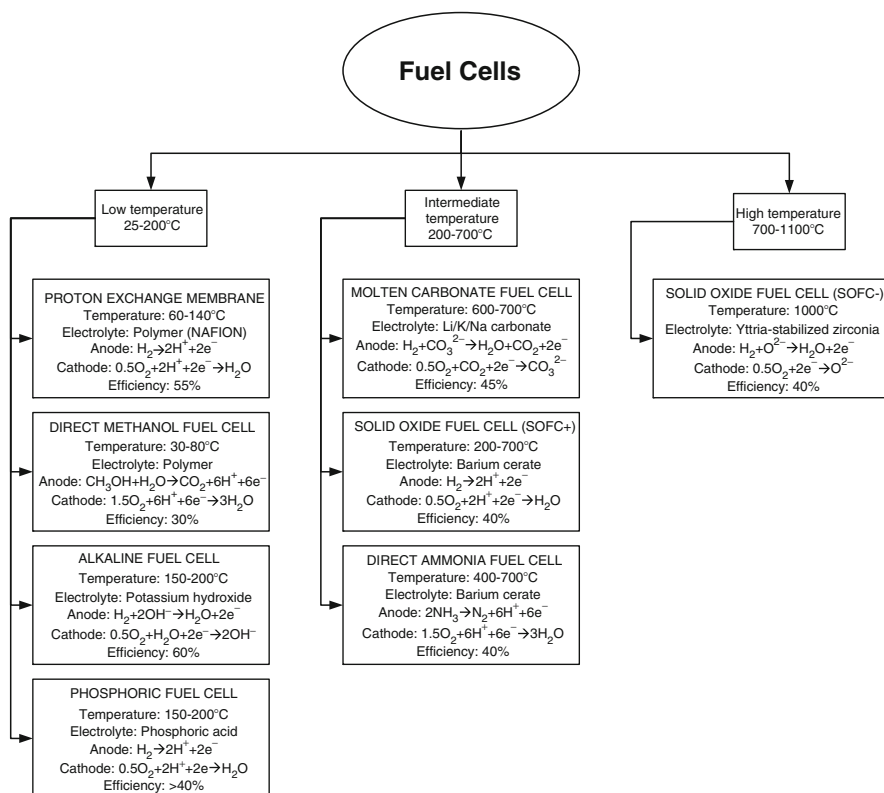 Fuel Cells
Low temperature
25-200°C
Intermediate
temperature
200-700°C
High temperature
700-1100°C
PROTON EXCHANGE MEMBRANE
Temperature: 60-140°C
Electrolyte: Polymer (NAFION)
Anode: H₂→2H⁺+2e⁻
Cathode: 0.5O₂+2H⁺+2e⁻→H₂O
Efficiency: 55%
DIRECT METHANOL FUEL CELL
Temperature: 30-80°C
Electrolyte: Polymer
Anode: CH₃OH+H₂O→CO₂+6H⁺+6e⁻
Cathode: 1.5O₂+6H⁺+6e⁻→3H₂O
Efficiency: 30%
ALKALINE FUEL CELL
Temperature: 150-200°C
Electrolyte: Potassium hydroxide
Anode: H₂+2OH⁻→H₂O+2e⁻
Cathode: 0.5O₂+H₂O+2e⁻→2OH⁻
Efficiency: 60%
PHOSPHORIC FUEL CELL
Temperature: 150-200°C
Electrolyte: Phosphoric acid
Anode: H₂→2H⁺+2e⁻
Cathode: 0.5O₂+2H⁺+2e→H₂O
Efficiency: >40%
MOLTEN CARBONATE FUEL CELL
Temperature: 600-700°C
Electrolyte: Li/K/Na carbonate
Anode: H₂+CO₃²⁻→H₂O+CO₂+2e⁻
Cathode: 0.5O₂+CO₂+2e⁻→CO₃²⁻
Efficiency: 45%
SOLID OXIDE FUEL CELL (SOFC+)
Temperature: 200-700°C
Electrolyte: Barium cerate
Anode: H₂→2H⁺+2e⁻
Cathode: 0.5O₂+2H⁺+2e⁻→H₂O
Efficiency: 40%
DIRECT AMMONIA FUEL CELL
Temperature: 400-700°C
Electrolyte: Barium cerate
Anode: 2NH₃→N₂+6H⁺+6e⁻
Cathode: 1.5O₂+6H⁺+6e⁻→3H₂O
Efficiency: 40%
SOLID OXIDE FUEL CELL (SOFC-)
Temperature: 1000°C
Electrolyte: Yttria-stabilized zirconia
Anode: H₂+O²⁻→H₂O+2e⁻
Cathode: 0.5O₂+2e⁻→O²⁻
Efficiency: 40%